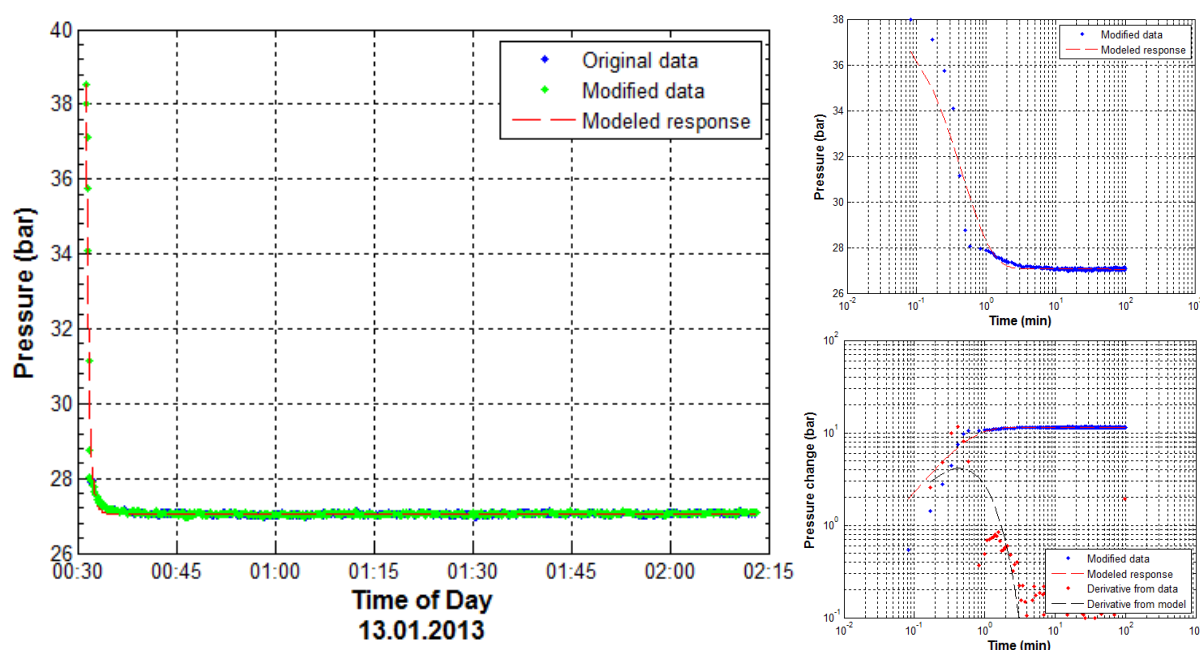 40
38
36
34
32
30
28
26
Pressure (bar)
Original data
Modified data
Modeled response
00:30 00:45 01:00 01:15 01:30 01:45 02:00 02:15
Time of Day
13.01.2013
38
36
34
32
30
28
26
Pressure (bar)
Modified data
Modeled response
10^-2 10^-1 10^0 10^1 10^2 10^3
Time (min)
10^2
10^1
10^0
10^-1
Pressure change (bar)
Modified data
Modeled response
Derivative from data
Derivative from model
10^-2 10^-1 10^0 10^1 10^2 10^3
Time (min)